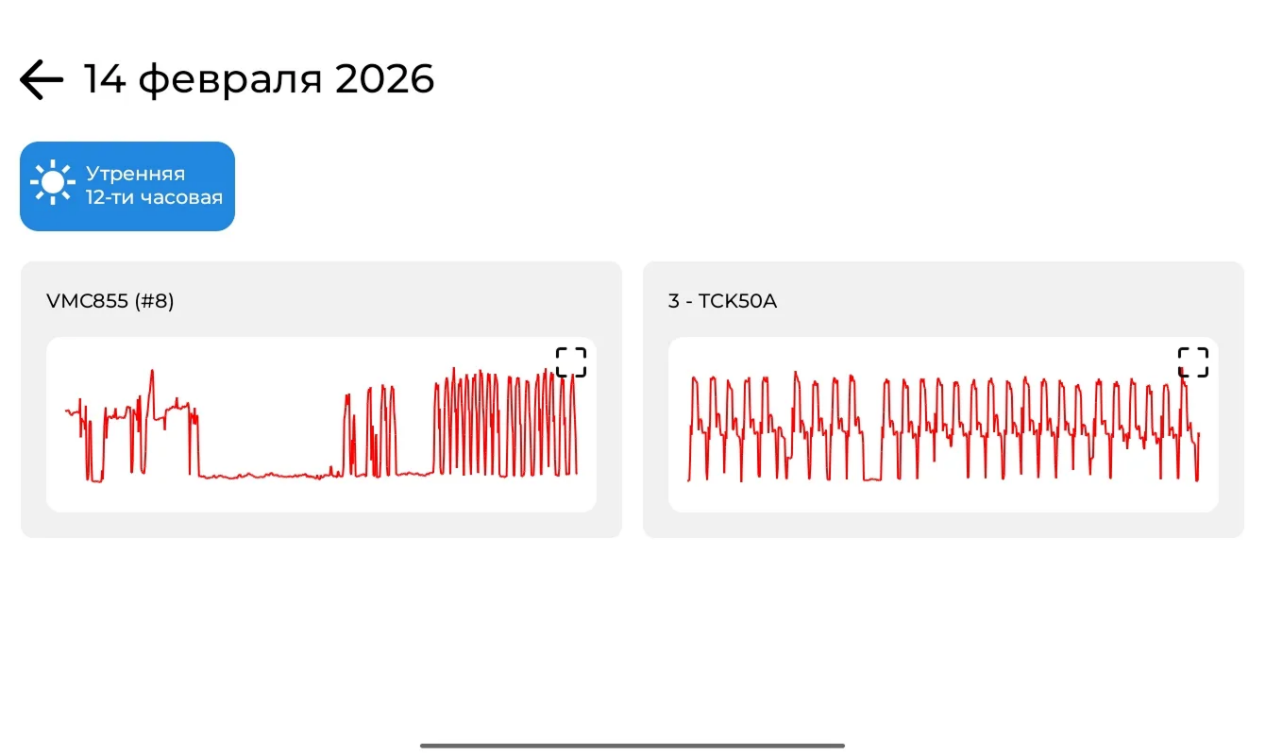 14 февраля 2026
Утренняя
12-ти часовая
VMC855 (#8)
3 - TCK50A